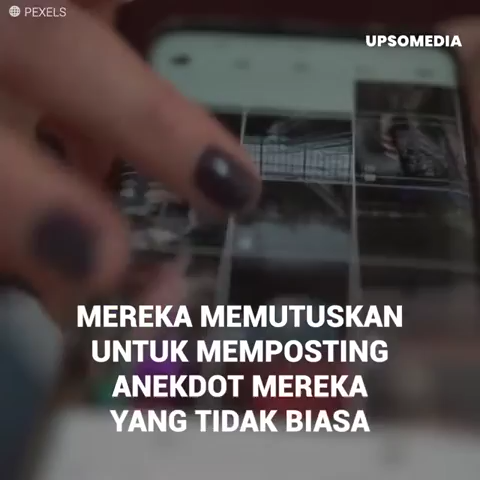 PEXELS
UPSOMEDIA
MEREKA MEMUTUSKAN
UNTUK MEMPOSTING
ANEKDOT MEREKA
YANG TIDAK BIASA